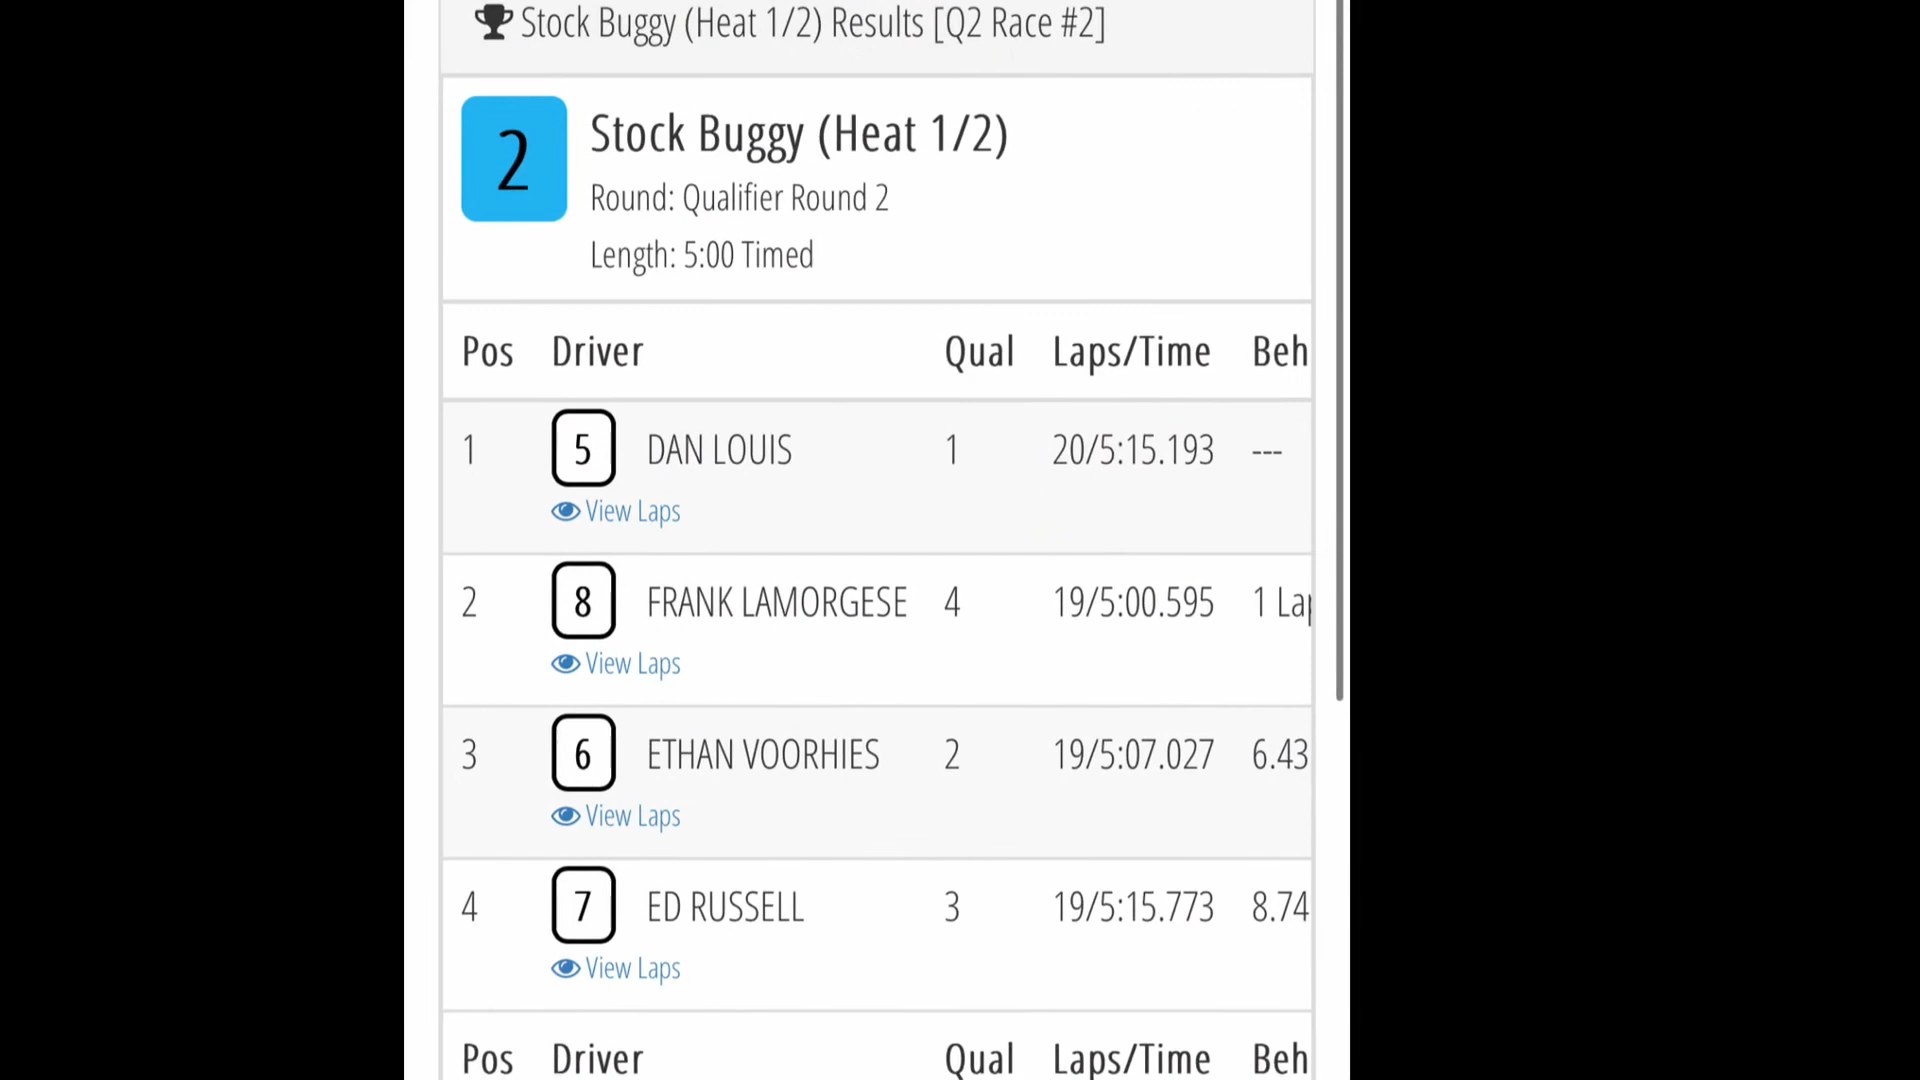 Stock Buggy (Heat 1/2) Results [Q2 Race #2]
2
Stock Buggy (Heat 1/2)
Round: Qualifier Round 2
Length: 5:00 Timed
Pos Driver Qual Laps/Time Beh
1 5 DAN LOUIS 1 20/5:15.193 ---
View Laps
2 8 FRANK LAMORGESE 4 19/5:00.595 1 Lap
View Laps
3 6 ETHAN VOORHIES 2 19/5:07.027 6.43
View Laps
4 7 ED RUSSELL 3 19/5:15.773 8.74
View Laps
Pos Driver Qual Laps/Time Beh